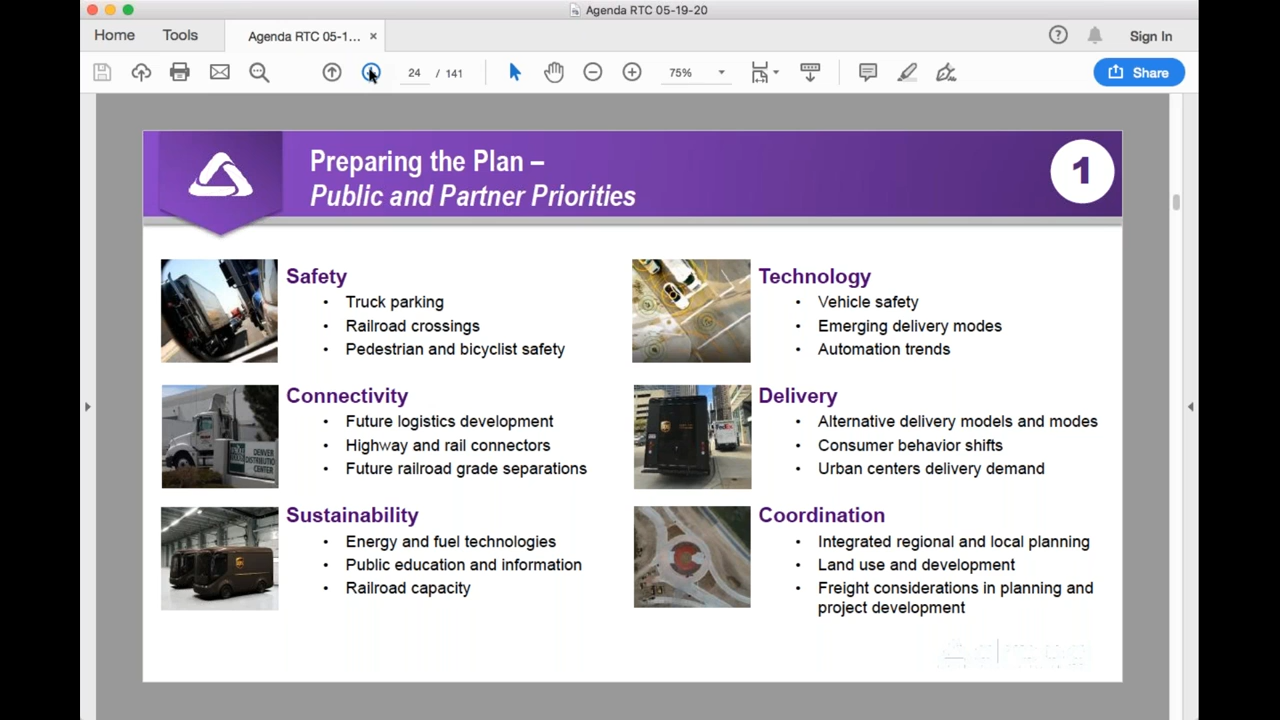 Agenda RTC 05-19-20
Home
Tools
Agenda RTC 05-1... ×
? Sign In
24 / 141
75%
Share
Preparing the Plan –
Public and Partner Priorities
1
Safety
• Truck parking
• Railroad crossings
• Pedestrian and bicyclist safety
Connectivity
• Future logistics development
• Highway and rail connectors
• Future railroad grade separations
DENVER
DISTRIBUTION
CENTER
Sustainability
• Energy and fuel technologies
• Public education and information
• Railroad capacity
Technology
• Vehicle safety
• Emerging delivery modes
• Automation trends
Delivery
• Alternative delivery models and modes
• Consumer behavior shifts
• Urban centers delivery demand
FedEx
Coordination
• Integrated regional and local planning
• Land use and development
• Freight considerations in planning and
project development